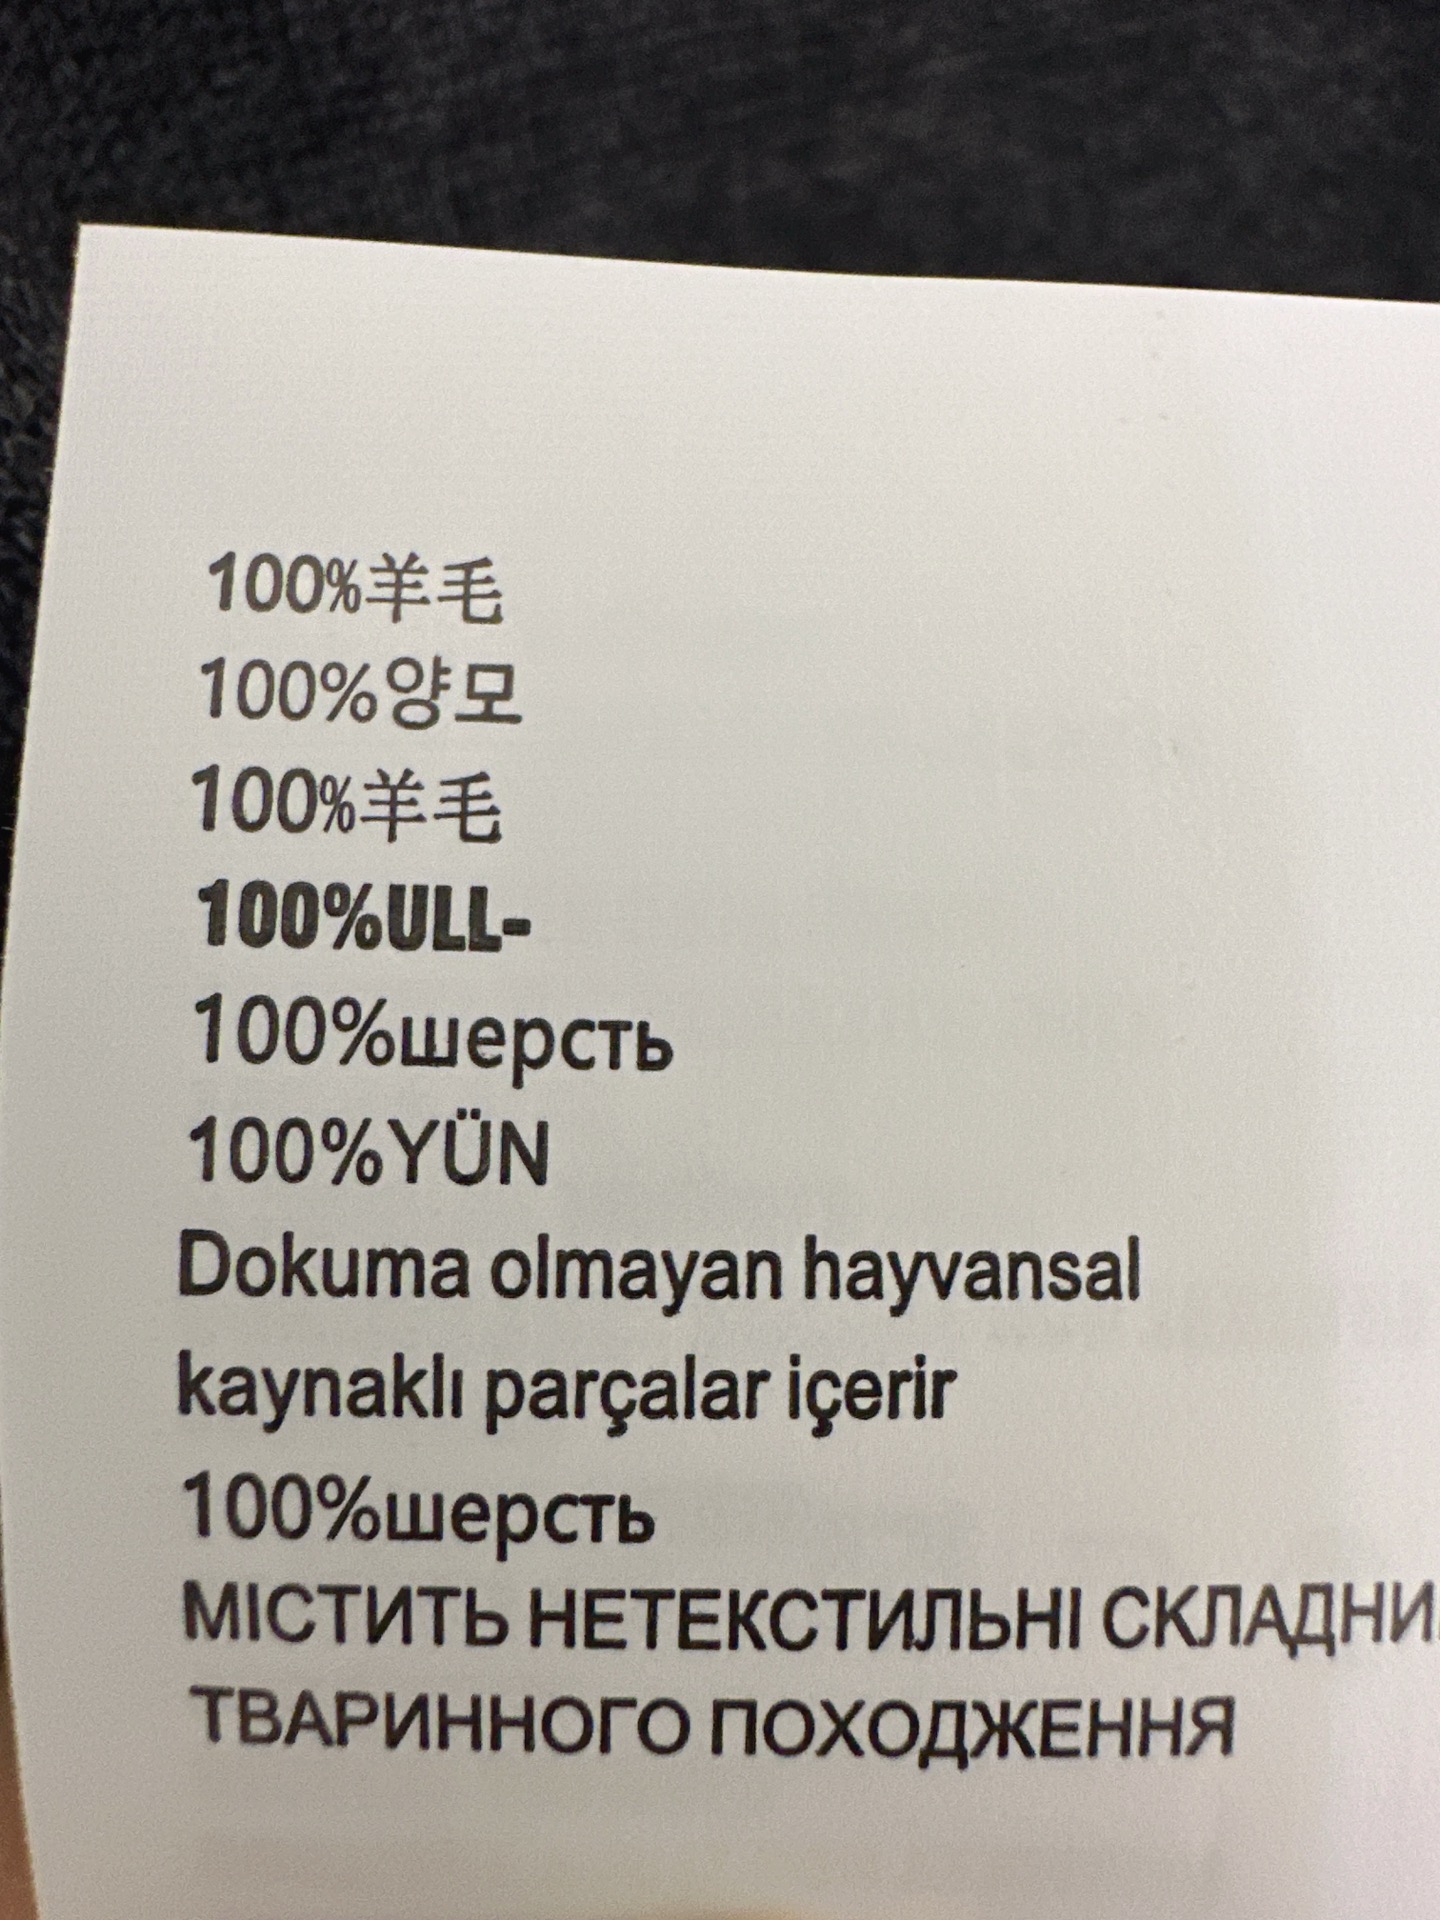 100%羊毛
100%양모
100%羊毛
100%ULL-
100%шерсть
100%YÜN
Dokuma olmayan hayvansal
kaynaklı parçalar içerir
100%шерсть
МІСТИТЬ НЕТЕКСТИЛЬНІ
ТВАРИННОГО ПОХОДЖЕННЯ